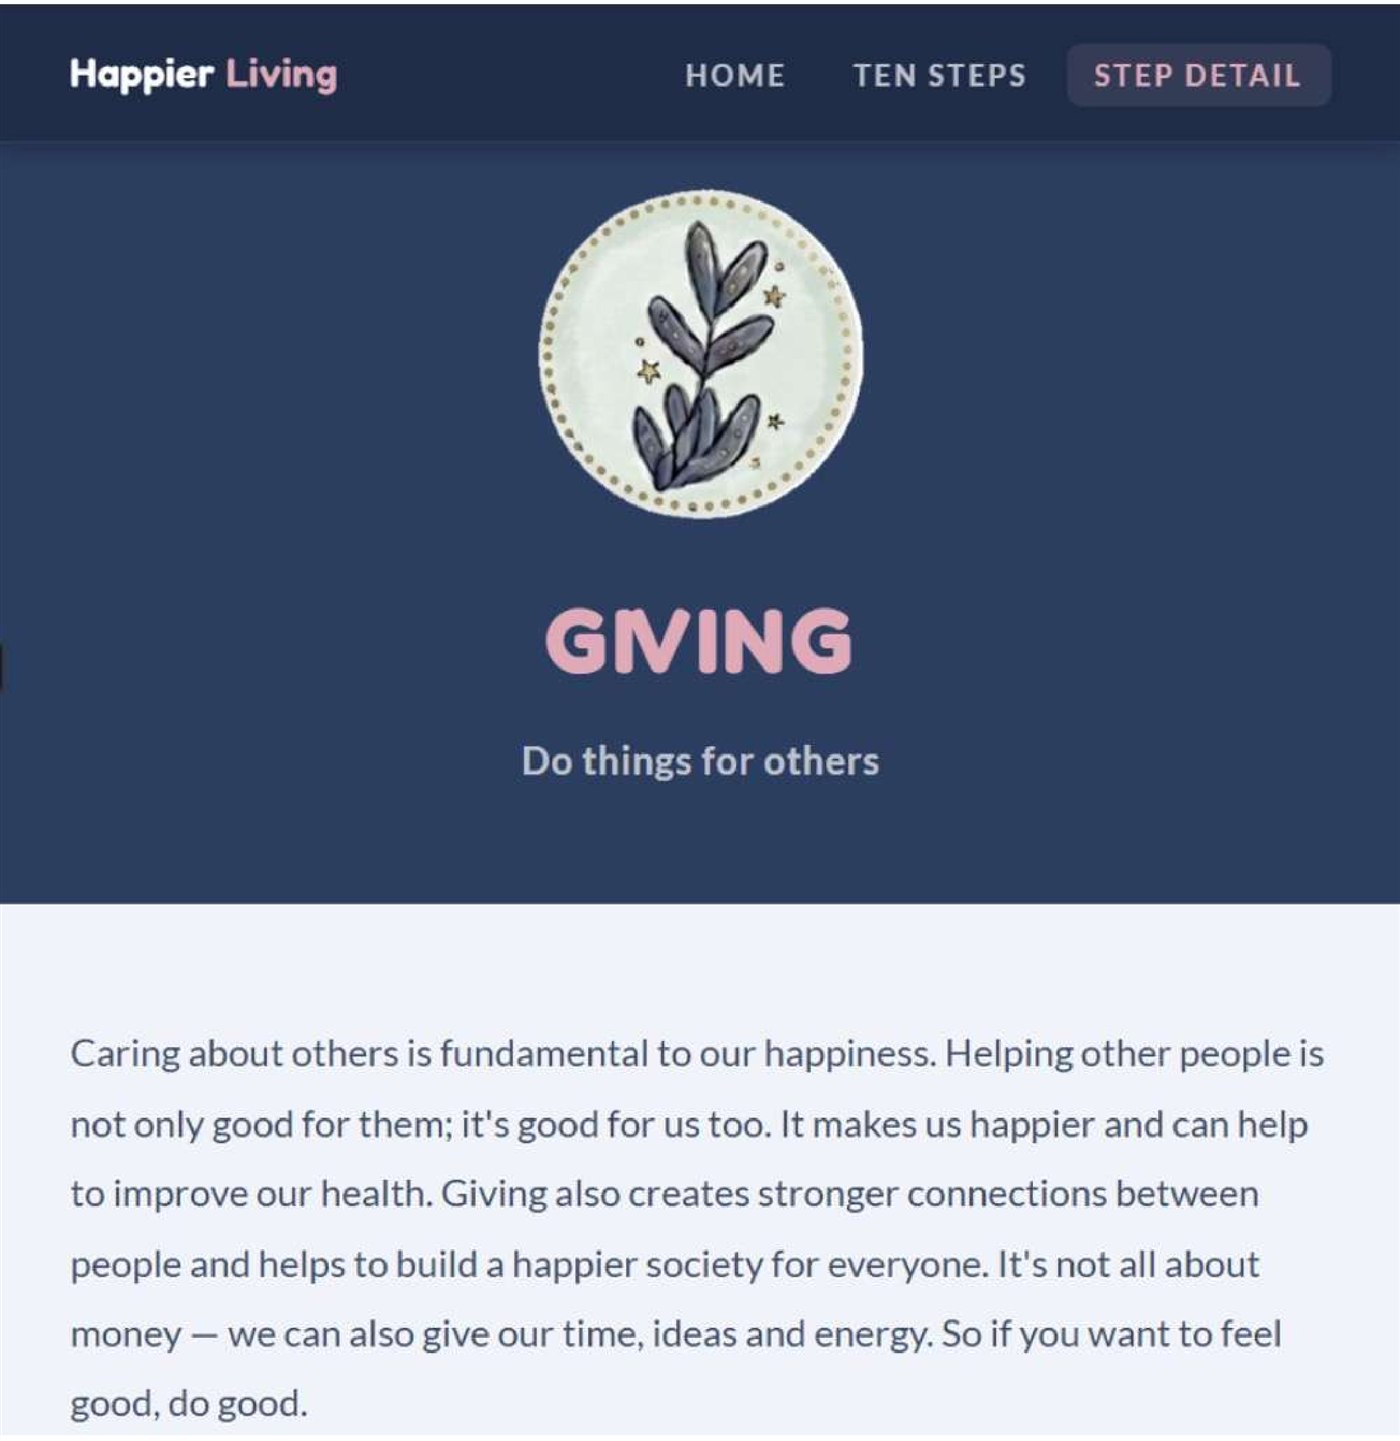 Happier Living
HOME TEN STEPS STEP DETAIL
GIVING
Do things for others
Caring about others is fundamental to our happiness. Helping other people is
not only good for them; it's good for us too. It makes us happier and can help
to improve our health. Giving also creates stronger connections between
people and helps to build a happier society for everyone. It's not all about
money — we can also give our time, ideas and energy. So if you want to feel
good, do good.